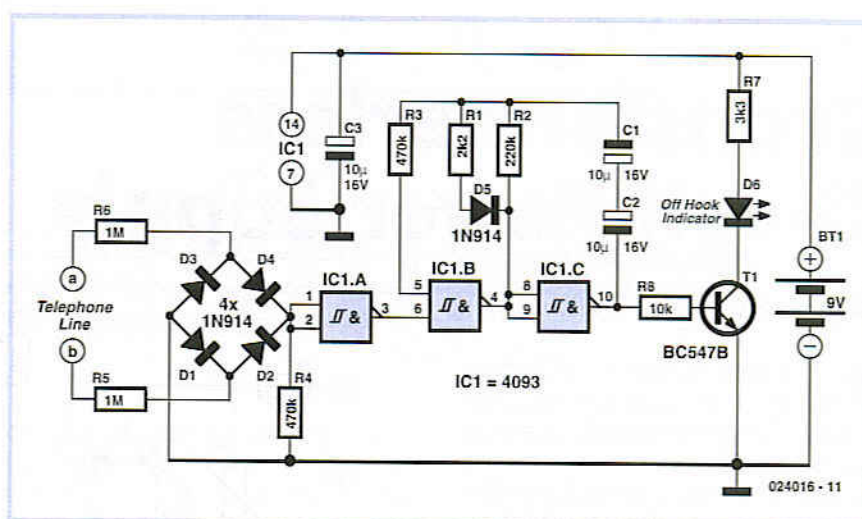 R7
3k3
14
IC1
7
C3
10µ
16V
R3
470k
R1
2k2
R2
220k
C1
10µ
16V
D5
1N914
C2
10µ
16V
Off Hook
Indicator
D6
BT1
9V
R6
1M
a
Telephone
Line
b
R5
1M
D3
D4
4x
1N914
D1
D2
R4
470k
IC1.A
1
2
&
3
IC1.B
5
6
&
4
IC1.C
8
9
&
10
R8
10k
T1
BC547B
+
–
IC1 = 4093
024016 - 11